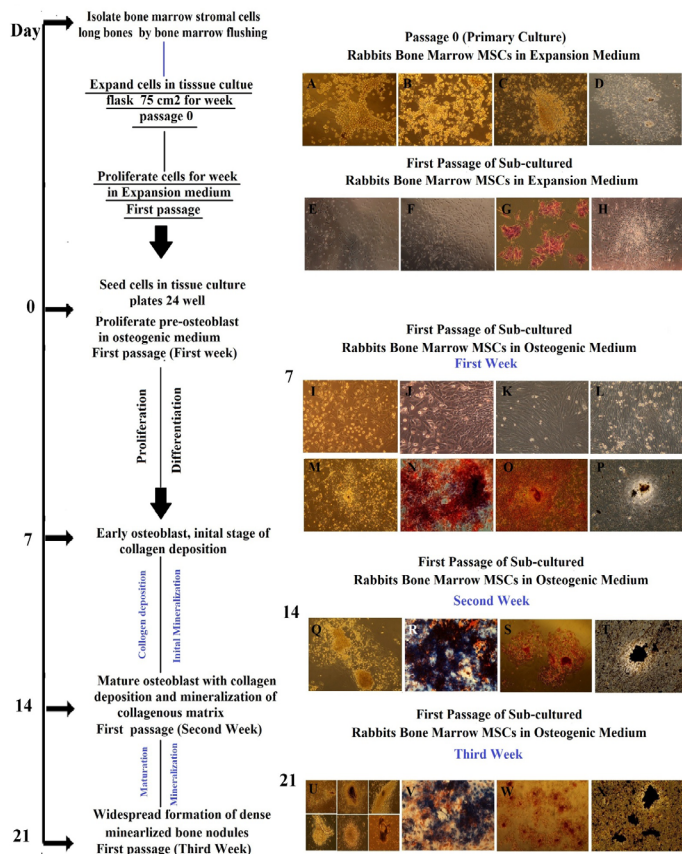 Day
Isolate bone marrow stromal cells
long bones by bone marrow flushing
Expand cells in tisssue cultue
flask 75 cm2 for week
passage 0
Proliferate cells for week
in Expansion medium
First passage
Seed cells in tissue culture
plates 24 well
0
Proliferate pre-osteoblast
in osteogenic medium
First passage (First week)
Proliferation
Differentiation
7
Early osteoblast, inital stage of
collagen deposition
Collogen deposition
Inital Mineralization
Mature osteoblast with collagen
deposition and mineralization of
collagenous matrix
14
First passage (Second Week)
Maturation
Mineralization
Widespread formation of dense
minearlized bone nodules
21
First passage (Third Week)
Passage 0 (Primary Culture)
Rabbits Bone Marrow MSCs in Expansion Medium
A B C D
First Passage of Sub-cultured
Rabbits Bone Marrow MSCs in Expansion Medium
E F G H
First Passage of Sub-cultured
Rabbits Bone Marrow MSCs in Osteogenic Medium
First Week
7
I J K L
M N O P
First Passage of Sub-cultured
Rabbits Bone Marrow MSCs in Osteogenic Medium
Second Week
14
Q R S T
First Passage of Sub-cultured
Rabbits Bone Marrow MSCs in Osteogenic Medium
Third Week
21
U V W